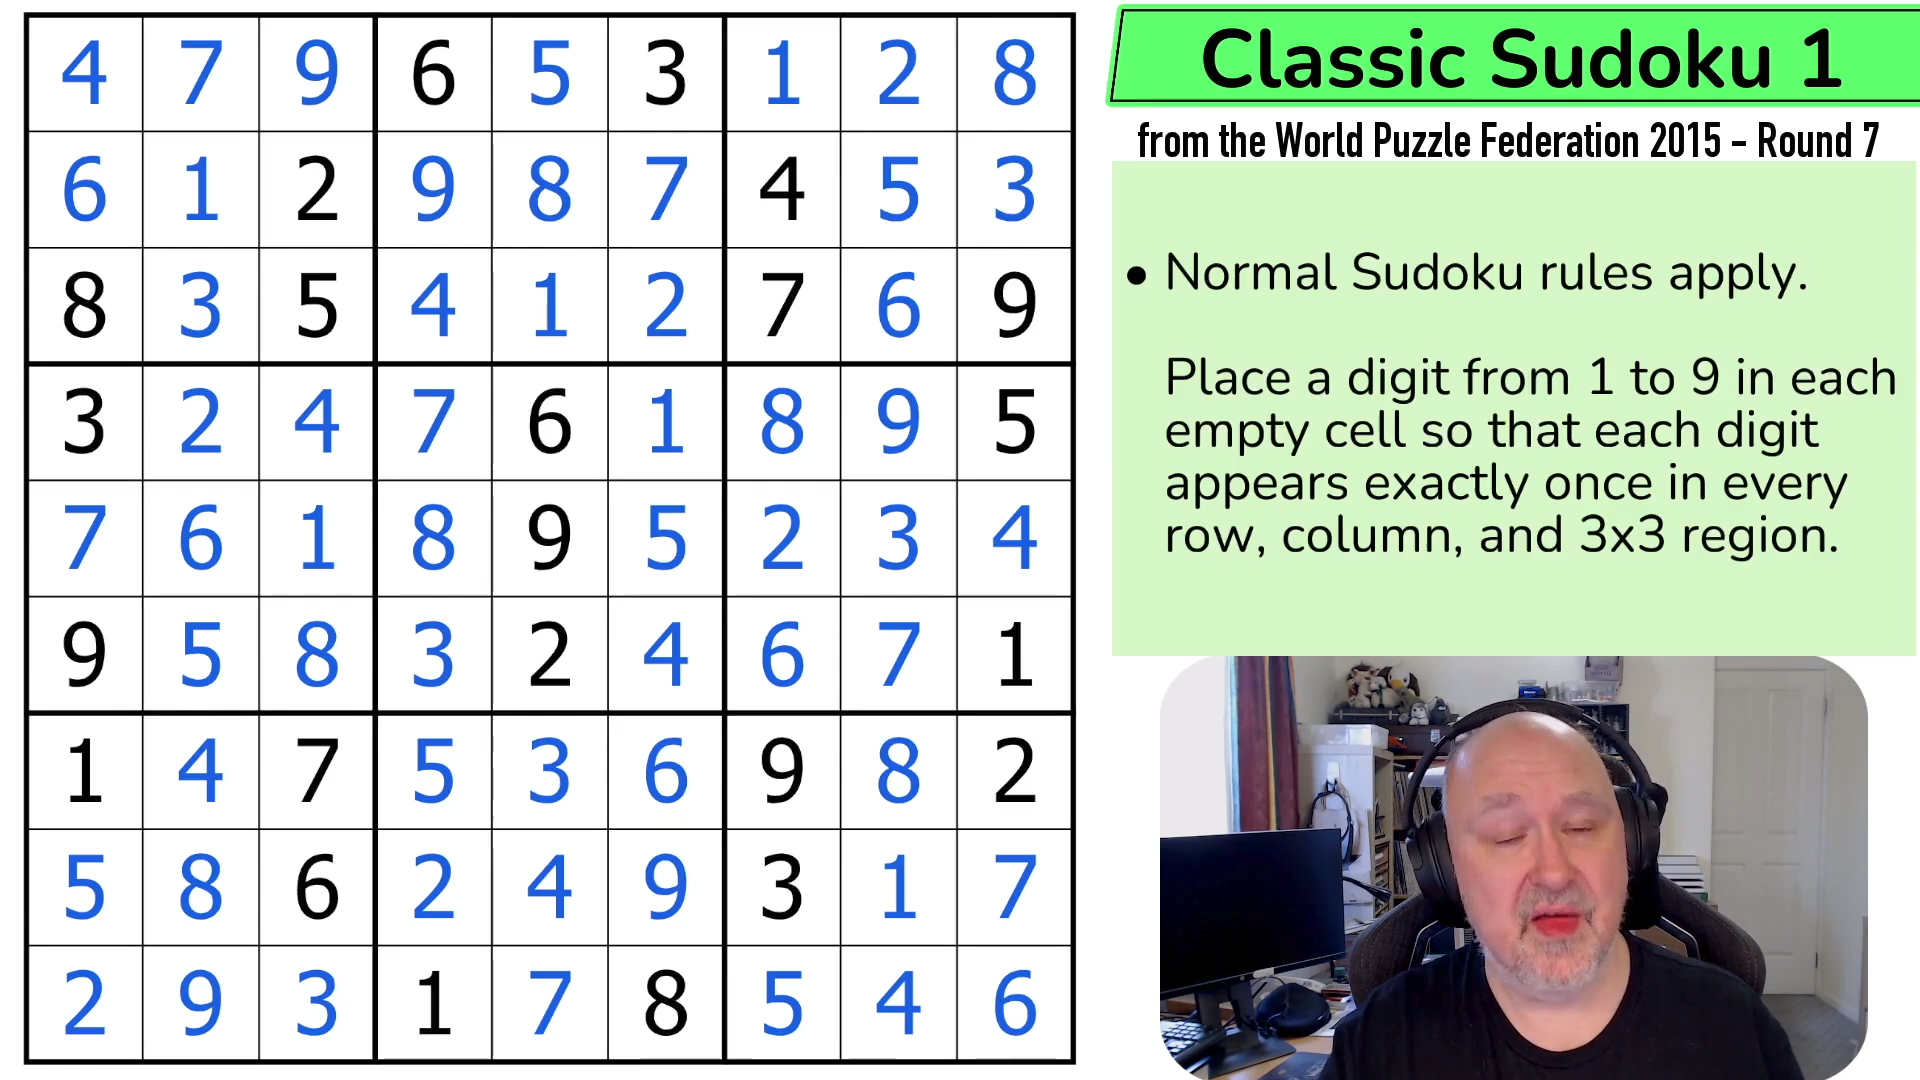 4 7 9 6 5 3 1 2 8
6 1 2 9 8 7 4 5 3
8 3 5 4 1 2 7 6 9
3 2 4 7 6 1 8 9 5
7 6 1 8 9 5 2 3 4
9 5 8 3 2 4 6 7 1
1 4 7 5 3 6 9 8 2
5 8 6 2 4 9 3 1 7
2 9 3 1 7 8 5 4 6
Classic Sudoku 1
from the World Puzzle Federation 2015 - Round 7
• Normal Sudoku rules apply.
Place a digit from 1 to 9 in each
empty cell so that each digit
appears exactly once in every
row, column, and 3x3 region.